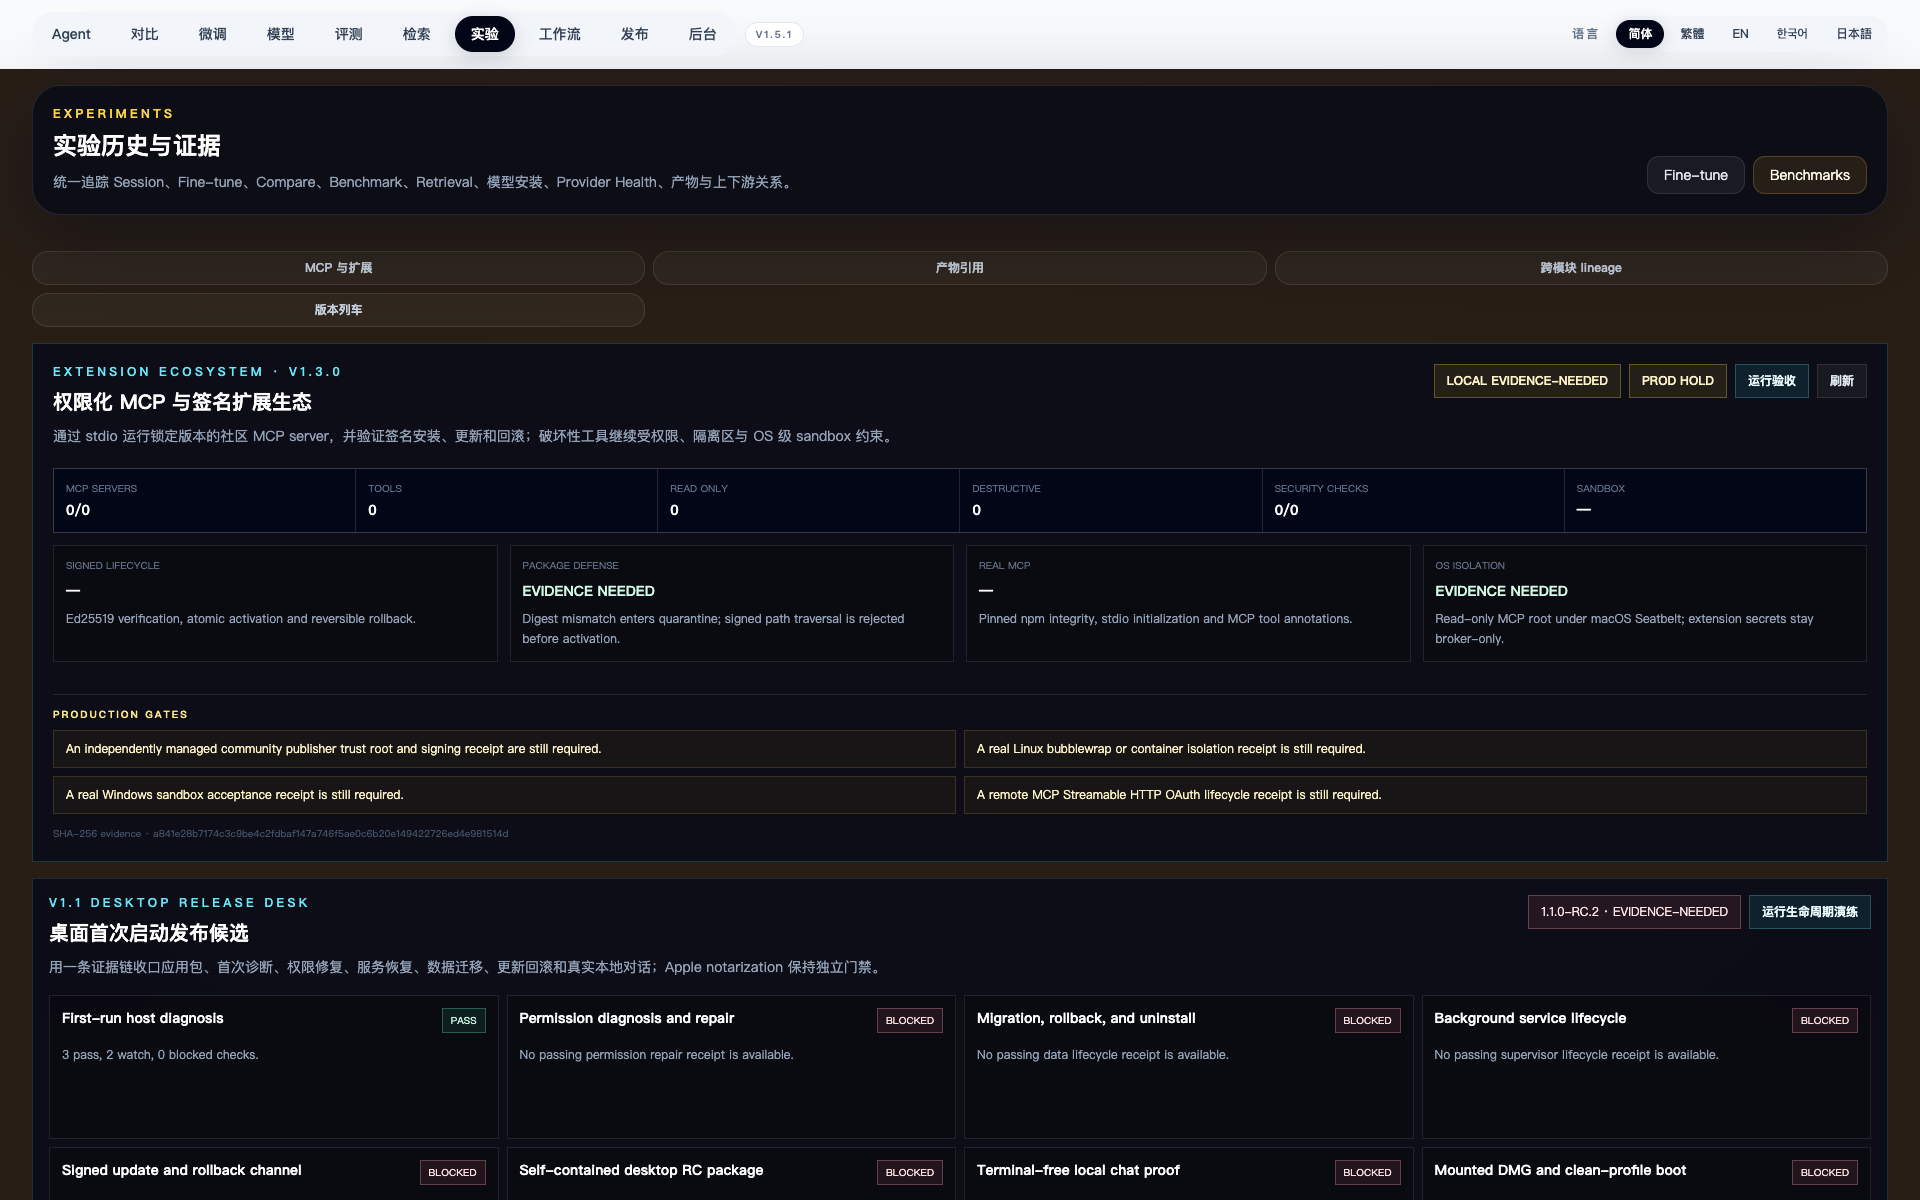 Agent 对比 微调 模型 评测 检索 实验 工作流 发布 后台 V1.5.1 语言 简体 繁體 EN 한국어 日本語
EXPERIMENTS
实验历史与证据
统一追踪 Session、Fine-tune、Compare、Benchmark、Retrieval、模型安装、Provider Health、产物与上下游关系。
Fine-tune Benchmarks
MCP 与扩展 产物引用 跨模块 lineage
版本列车
EXTENSION ECOSYSTEM · V1.3.0
权限化 MCP 与签名扩展生态
LOCAL EVIDENCE-NEEDED PROD HOLD 运行验收 刷新
通过 stdio 运行锁定版本的社区 MCP server，并验证签名安装、更新和回滚；破坏性工具继续受权限、隔离区与 OS 级 sandbox 约束。
MCP SERVERS TOOLS READ ONLY DESTRUCTIVE SECURITY CHECKS SANDBOX
0/0 0 0 0 0/0 —
SIGNED LIFECYCLE
—
Ed25519 verification, atomic activation and reversible rollback.
PACKAGE DEFENSE
EVIDENCE NEEDED
Digest mismatch enters quarantine; signed path traversal is rejected
before activation.
REAL MCP
—
Pinned npm integrity, stdio initialization and MCP tool annotations.
OS ISOLATION
EVIDENCE NEEDED
Read-only MCP root under macOS Seatbelt; extension secrets stay
broker-only.
PRODUCTION GATES
An independently managed community publisher trust root and signing receipt are still required.
A real Linux bubblewrap or container isolation receipt is still required.
A real Windows sandbox acceptance receipt is still required.
A remote MCP Streamable HTTP OAuth lifecycle receipt is still required.
SHA-256 evidence · a841e28b7174c3c9be4c2fdbaf147a746f5ae0c6b20e149422726ed4e981514d
V1.1 DESKTOP RELEASE DESK
桌面首次启动发布候选
1.1.0-RC.2 · EVIDENCE-NEEDED 运行生命周期演练
用一条证据链收口应用包、首次诊断、权限修复、服务恢复、数据迁移、更新回滚和真实本地对话；Apple notarization 保持独立门禁。
First-run host diagnosis PASS
3 pass, 2 watch, 0 blocked checks.
Permission diagnosis and repair BLOCKED
No passing permission repair receipt is available.
Migration, rollback, and uninstall BLOCKED
No passing data lifecycle receipt is available.
Background service lifecycle BLOCKED
No passing supervisor lifecycle receipt is available.
Signed update and rollback channel BLOCKED
Self-contained desktop RC package BLOCKED
Terminal-free local chat proof BLOCKED
Mounted DMG and clean-profile boot BLOCKED